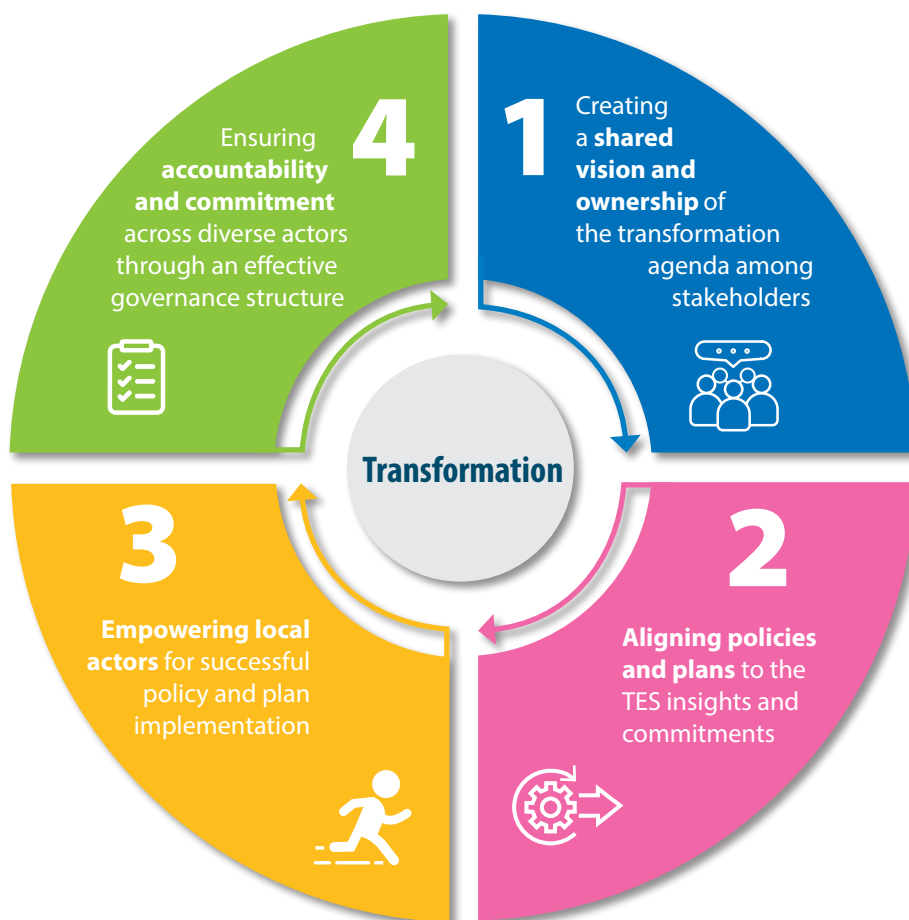 1
Creating
a shared
vision and
ownership of
the transformation
agenda among
stakeholders
2
Aligning policies
and plans to the
TES insights and
commitments
3
Empowering local
actors for successful
policy and plan
implementation
4
Ensuring
accountability
and commitment
across diverse actors
through an effective
governance structure
Transformation